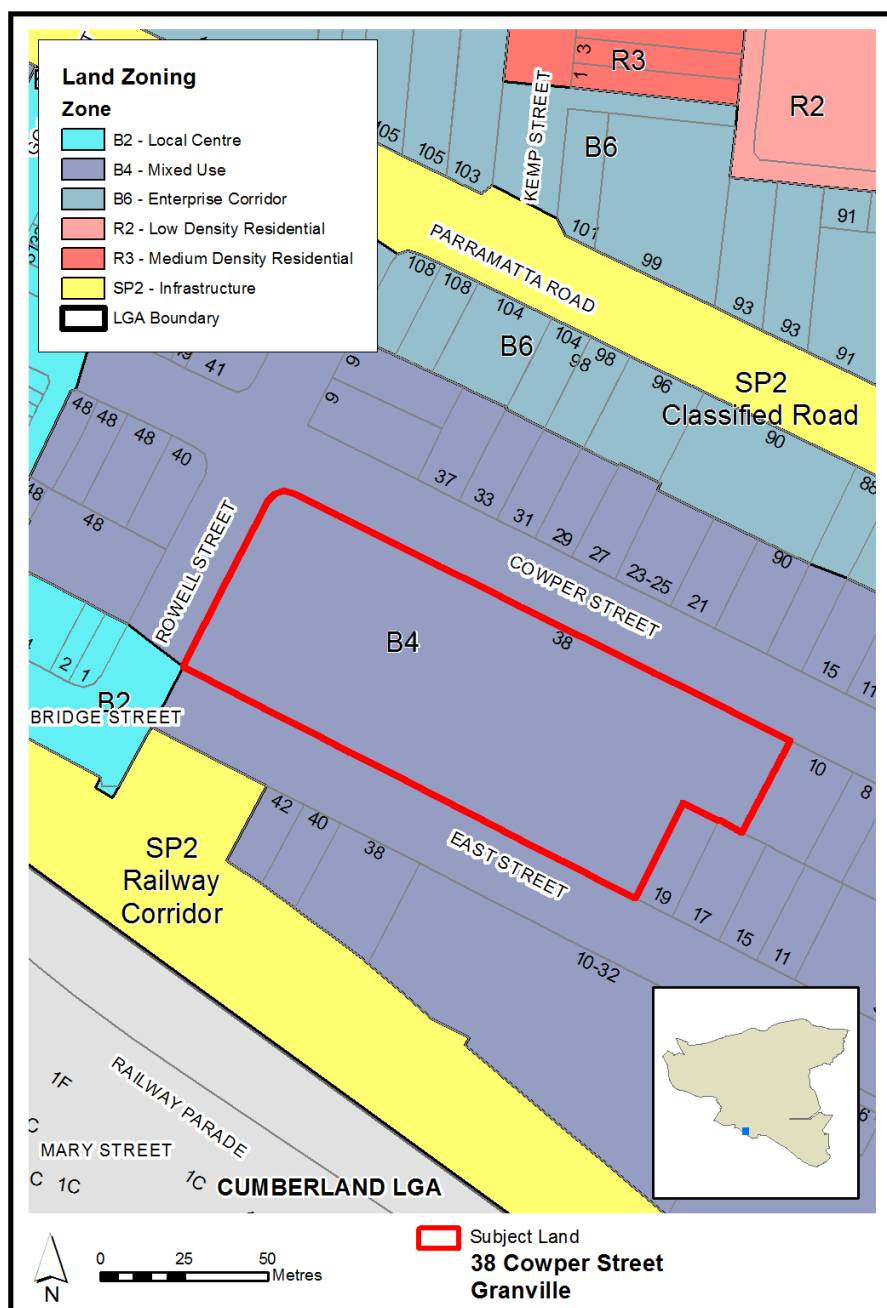 Land Zoning
Zone
B2 - Local Centre
B4 - Mixed Use
B6 - Enterprise Corridor
R2 - Low Density Residential
R3 - Medium Density Residential
SP2 - Infrastructure
LGA Boundary
3
1
R3
R2
KEMP STREET
B6
105
105
103
101
99
93
93
91
91
PARRAMATTA ROAD
108
108
104
104
98
98
96
90
88
B6
SP2
Classified Road
41
9
9
48
48
48
40
48
48
37
33
31
29
27
23-25
21
90
15
11
ROWELL STREET
COWPER STREET
38
B4
2
1
B2
BRIDGE STREET
10
8
42
40
38
EAST STREET
19
17
15
11
10-32
SP2
Railway
Corridor
RAILWAY PARADE
1F
MARY STREET
C
1C
1C
CUMBERLAND LGA
N
0 25 50
Metres
Subject Land
38 Cowper Street
Granville